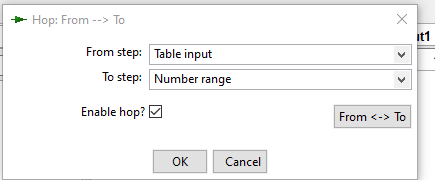 Hop: From --> To
From step: Table input
To step: Number range
Enable hop?
From <-> To
OK Cancel